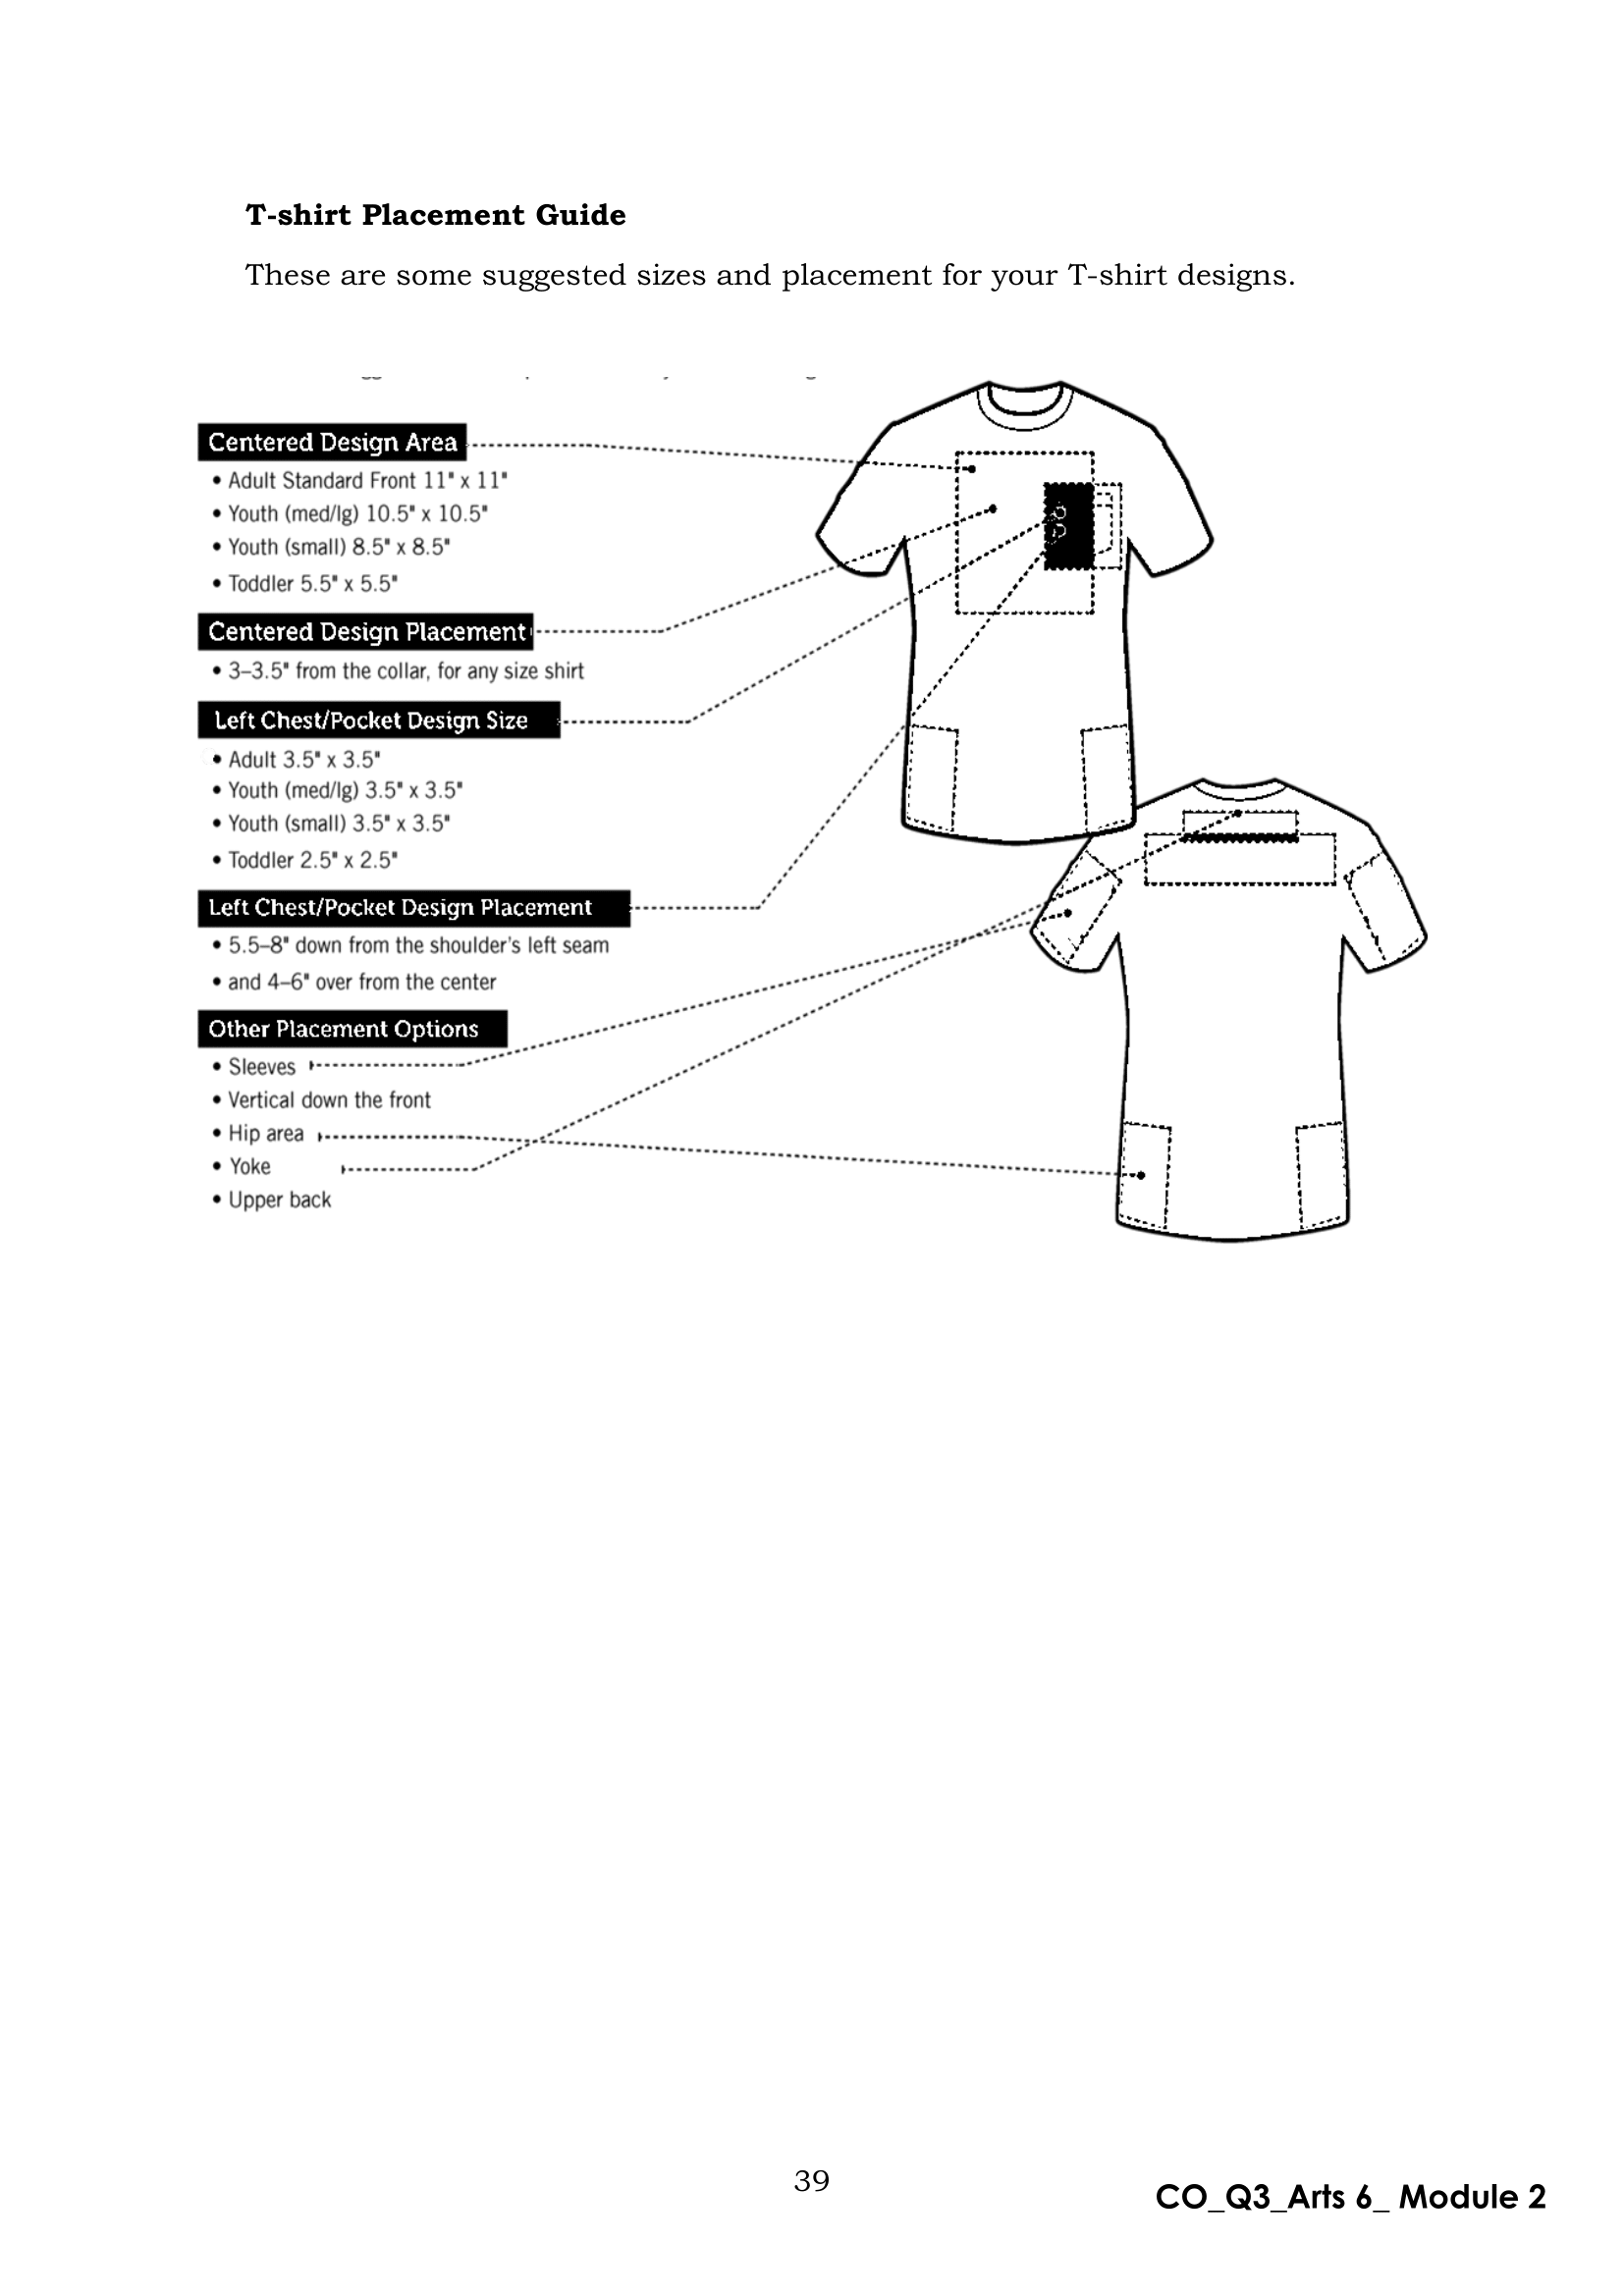 T-shirt Placement Guide
These are some suggested sizes and placement for your T-shirt designs.
Centered Design Area
• Adult Standard Front 11" x 11"
• Youth (med/lg) 10.5" x 10.5"
• Youth (small) 8.5" x 8.5"
• Toddler 5.5" x 5.5"
Centered Design Placement
• 3–3.5" from the collar, for any size shirt
Left Chest/Pocket Design Size
• Adult 3.5" x 3.5"
• Youth (med/lg) 3.5" x 3.5"
• Youth (small) 3.5" x 3.5"
• Toddler 2.5" x 2.5"
Left Chest/Pocket Design Placement
• 5.5–8" down from the shoulder's left seam
• and 4–6" over from the center
Other Placement Options
• Sleeves
• Vertical down the front
• Hip area
• Yoke
• Upper back
39
CO_Q3_Arts 6_ Module 2